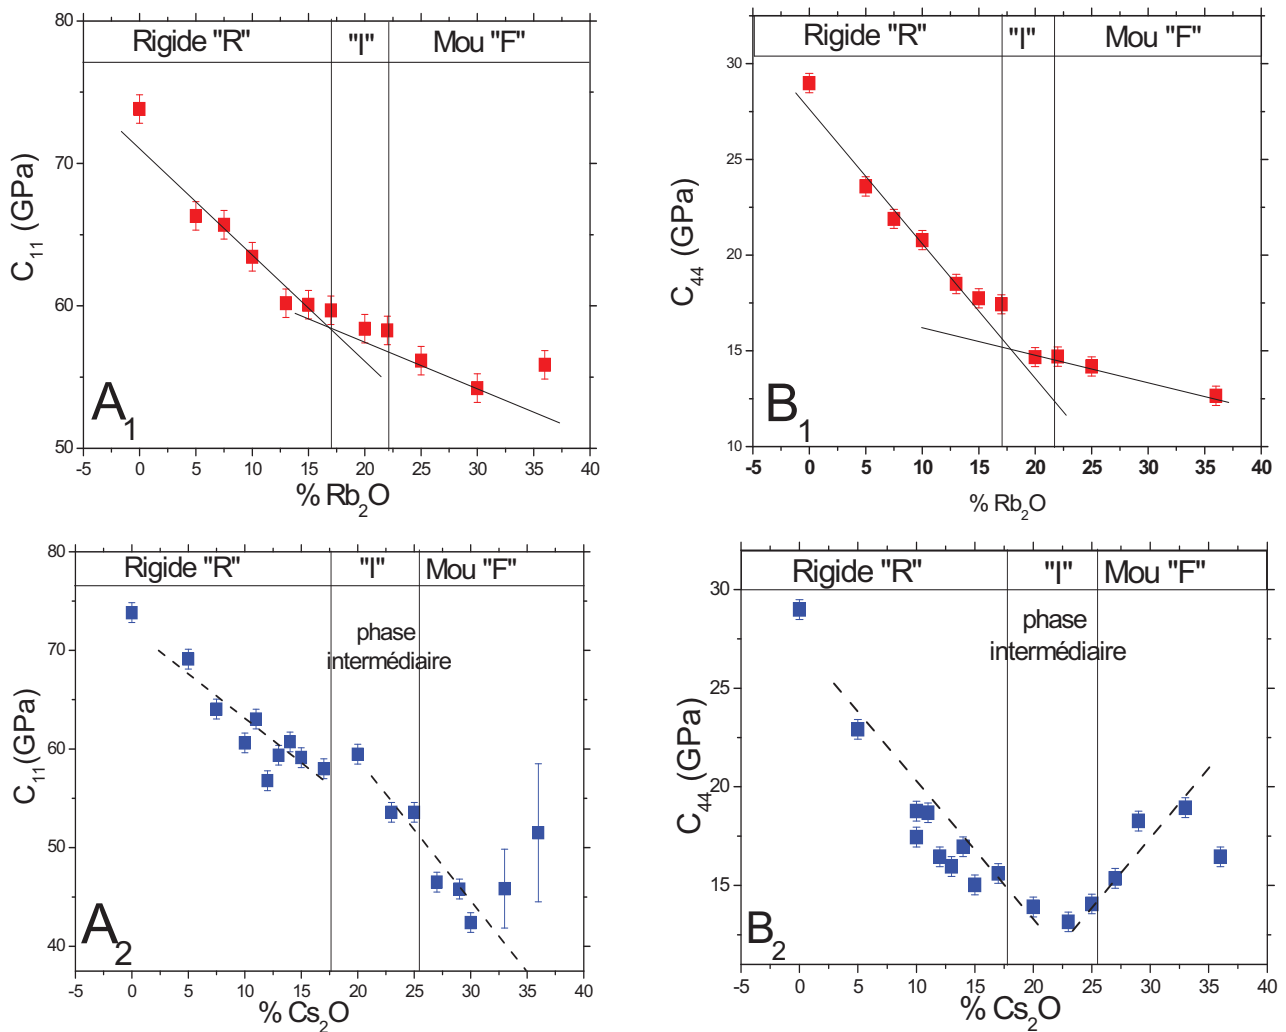 80
70
60
50
C11 (GPa)
Rigide "R" "I" Mou "F"
A1
-5 0 5 10 15 20 25 30 35 40
% Rb2O
30
25
20
15
10
C44 (GPa)
Rigide "R" "I" Mou "F"
B1
-5 0 5 10 15 20 25 30 35 40
% Rb2O
80
70
60
50
40
C11(GPa)
Rigide "R" "I" Mou "F"
phase
intermédiaire
A2
-5 0 5 10 15 20 25 30 35 40
% Cs2O
30
25
20
15
C44 (GPa)
Rigide "R" "I" Mou "F"
phase
intermédiaire
B2
-5 0 5 10 15 20 25 30 35 40
% Cs2O